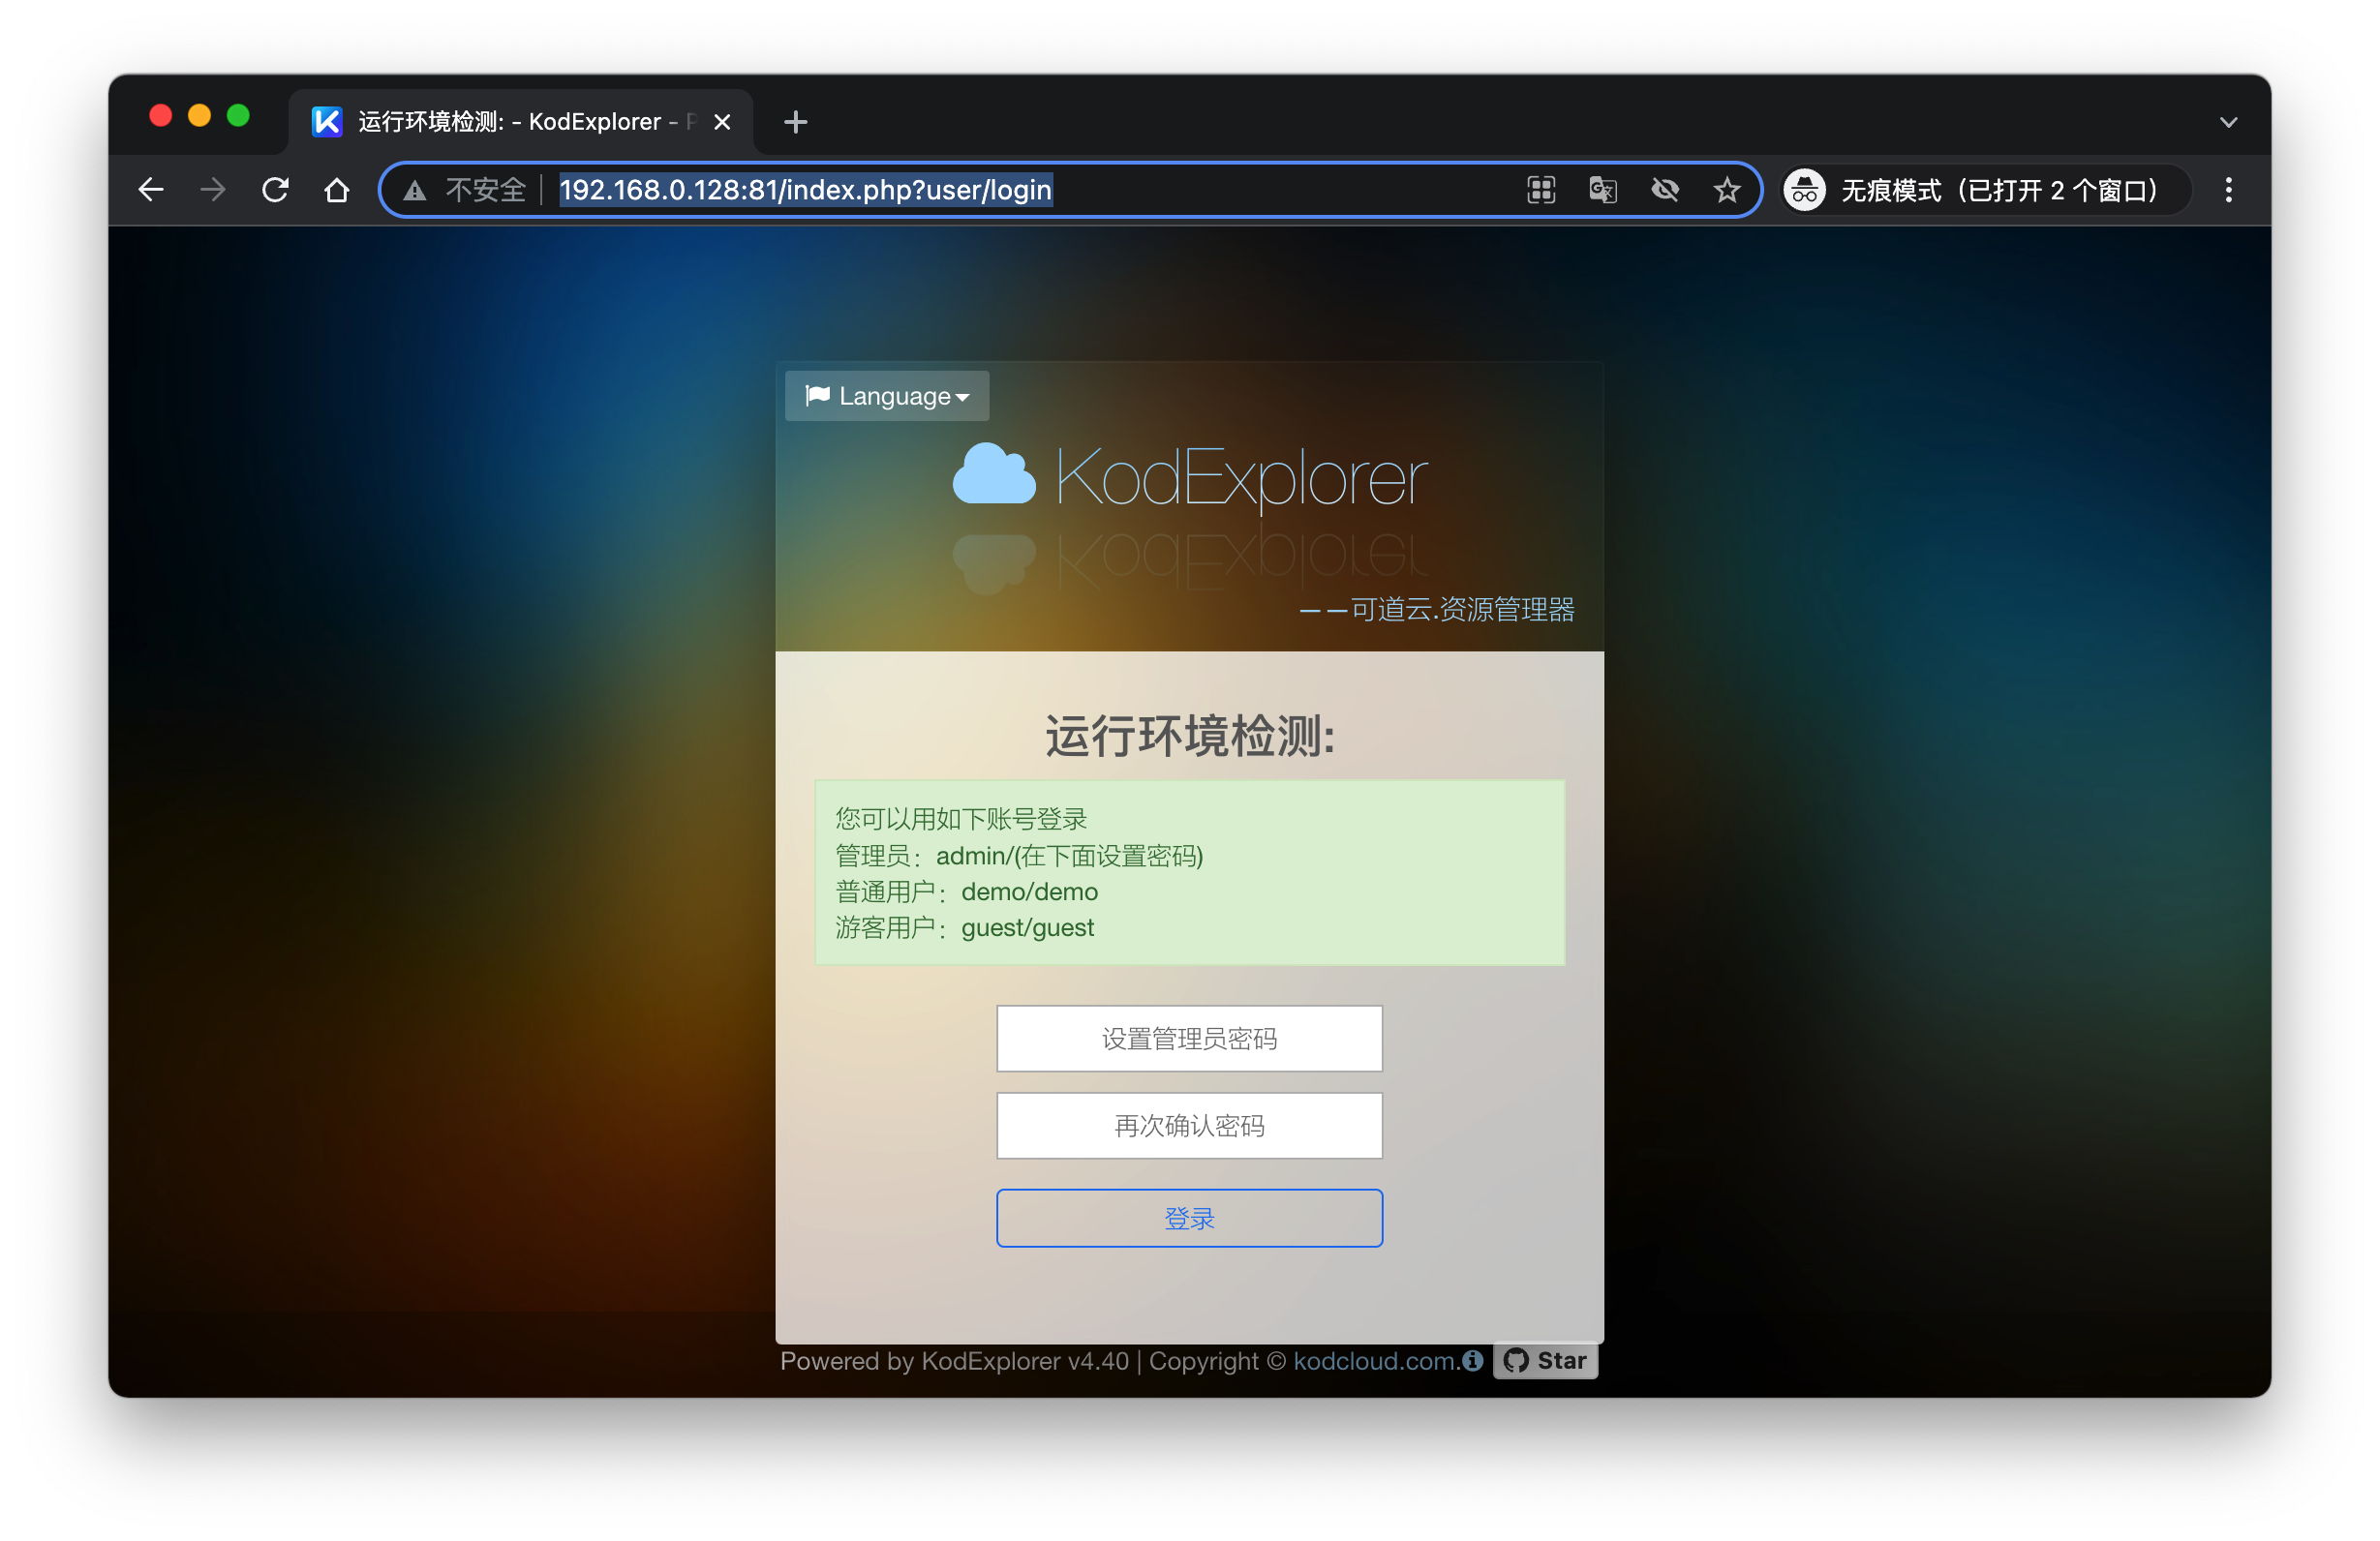 运行环境检测: - KodExplorer - P
不安全
192.168.0.128:81/index.php?user/login
无痕模式（已打开 2 个窗口）
Language
KodExplorer
——可道云.资源管理器
运行环境检测:
您可以用如下账号登录
管理员：admin/(在下面设置密码)
普通用户：demo/demo
游客用户：guest/guest
设置管理员密码
再次确认密码
登录
Powered by KodExplorer v4.40 | Copyright © kodcloud.com.
Star